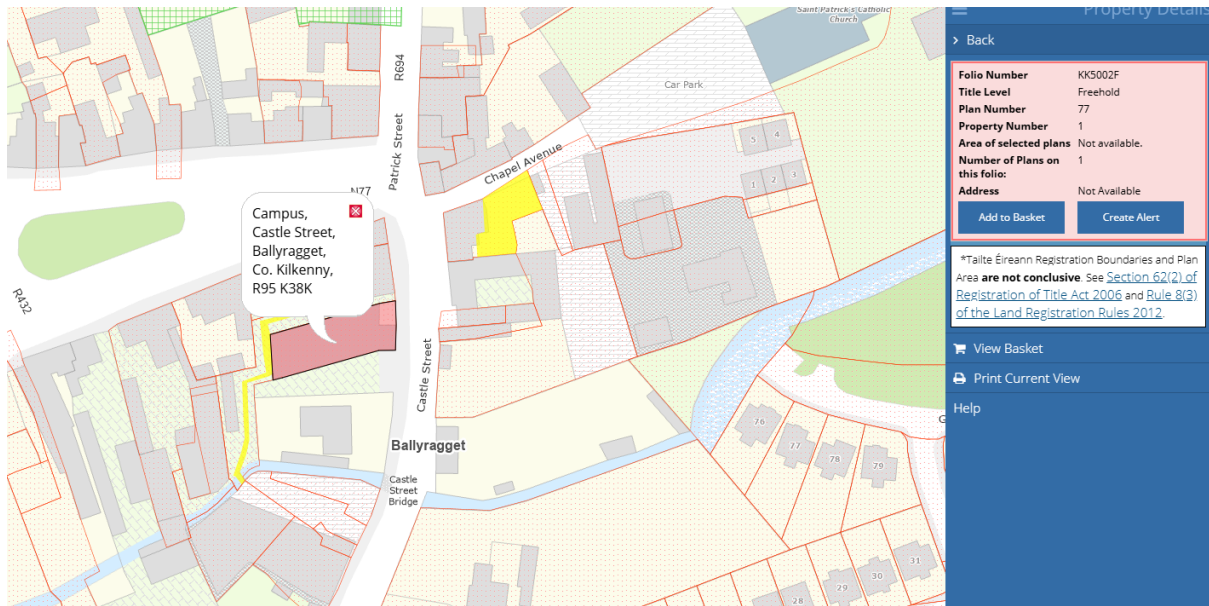 Saint Patrick's Catholic
Church
Car Park
R694
Patrick Street
Chapel Avenue
N77
5
4
1
2
3
Campus,
Castle Street,
Ballyragget,
Co. Kilkenny,
R95 K38K
R432
Castle Street
Ballyragget
Castle
Street
Bridge
76
77
78
79
G
31
30
29
28
Property Details
> Back
Folio Number KK5002F
Title Level Freehold
Plan Number 77
Property Number 1
Area of selected plans Not available.
Number of Plans on 1
this folio:
Address Not Available
Add to Basket Create Alert
*Tailte Éireann Registration Boundaries and Plan
Area are not conclusive. See Section 62(2) of
Registration of Title Act 2006 and Rule 8(3)
of the Land Registration Rules 2012.
View Basket
Print Current View
Help